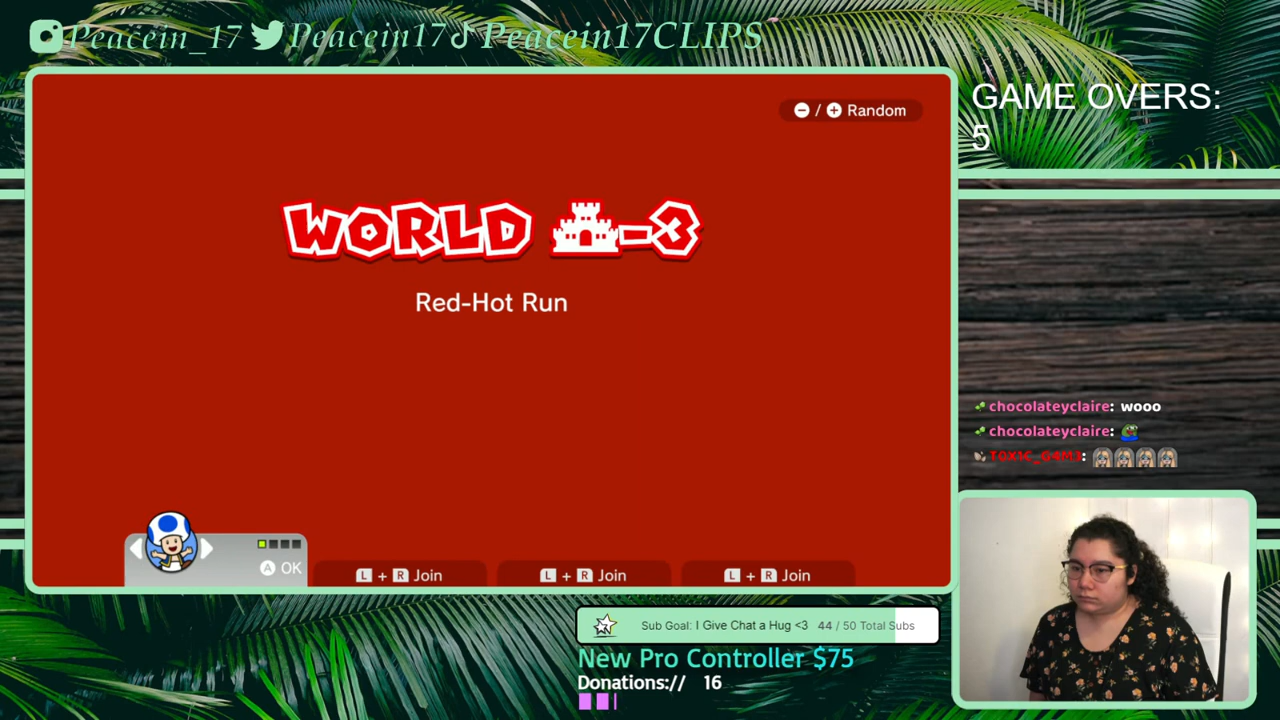 Peacein_17 Peacein17 Peacein17CLIPS
GAME OVERS:
5
- / + Random
WORLD -3
Red-Hot Run
A OK
L + R Join
L + R Join
L + R Join
chocolateyclaire: wooo
chocolateyclaire:
T0X1C_G4M3:
Sub Goal: I Give Chat a Hug <3 44 / 50 Total Subs
New Pro Controller $75
Donations:// 16